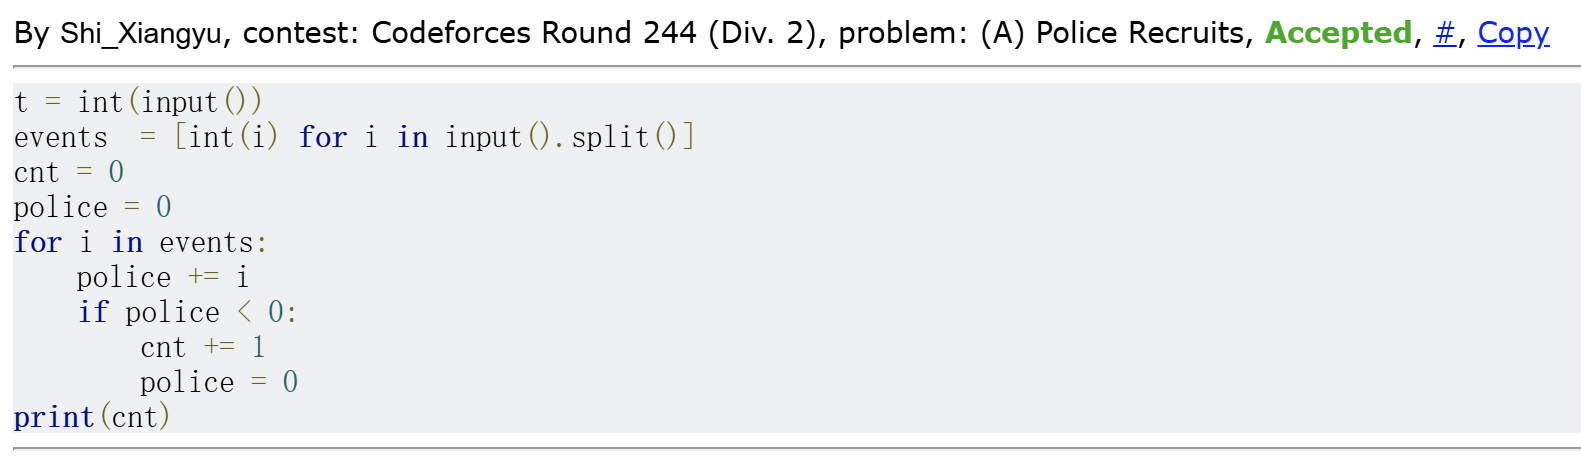 By Shi_Xiangyu, contest: Codeforces Round 244 (Div. 2), problem: (A) Police Recruits, Accepted, #, Copy
t = int(input())
events  = [int(i) for i in input().split()]
cnt = 0
police = 0
for i in events:
    police += i
    if police < 0:
        cnt += 1
        police = 0
print(cnt)